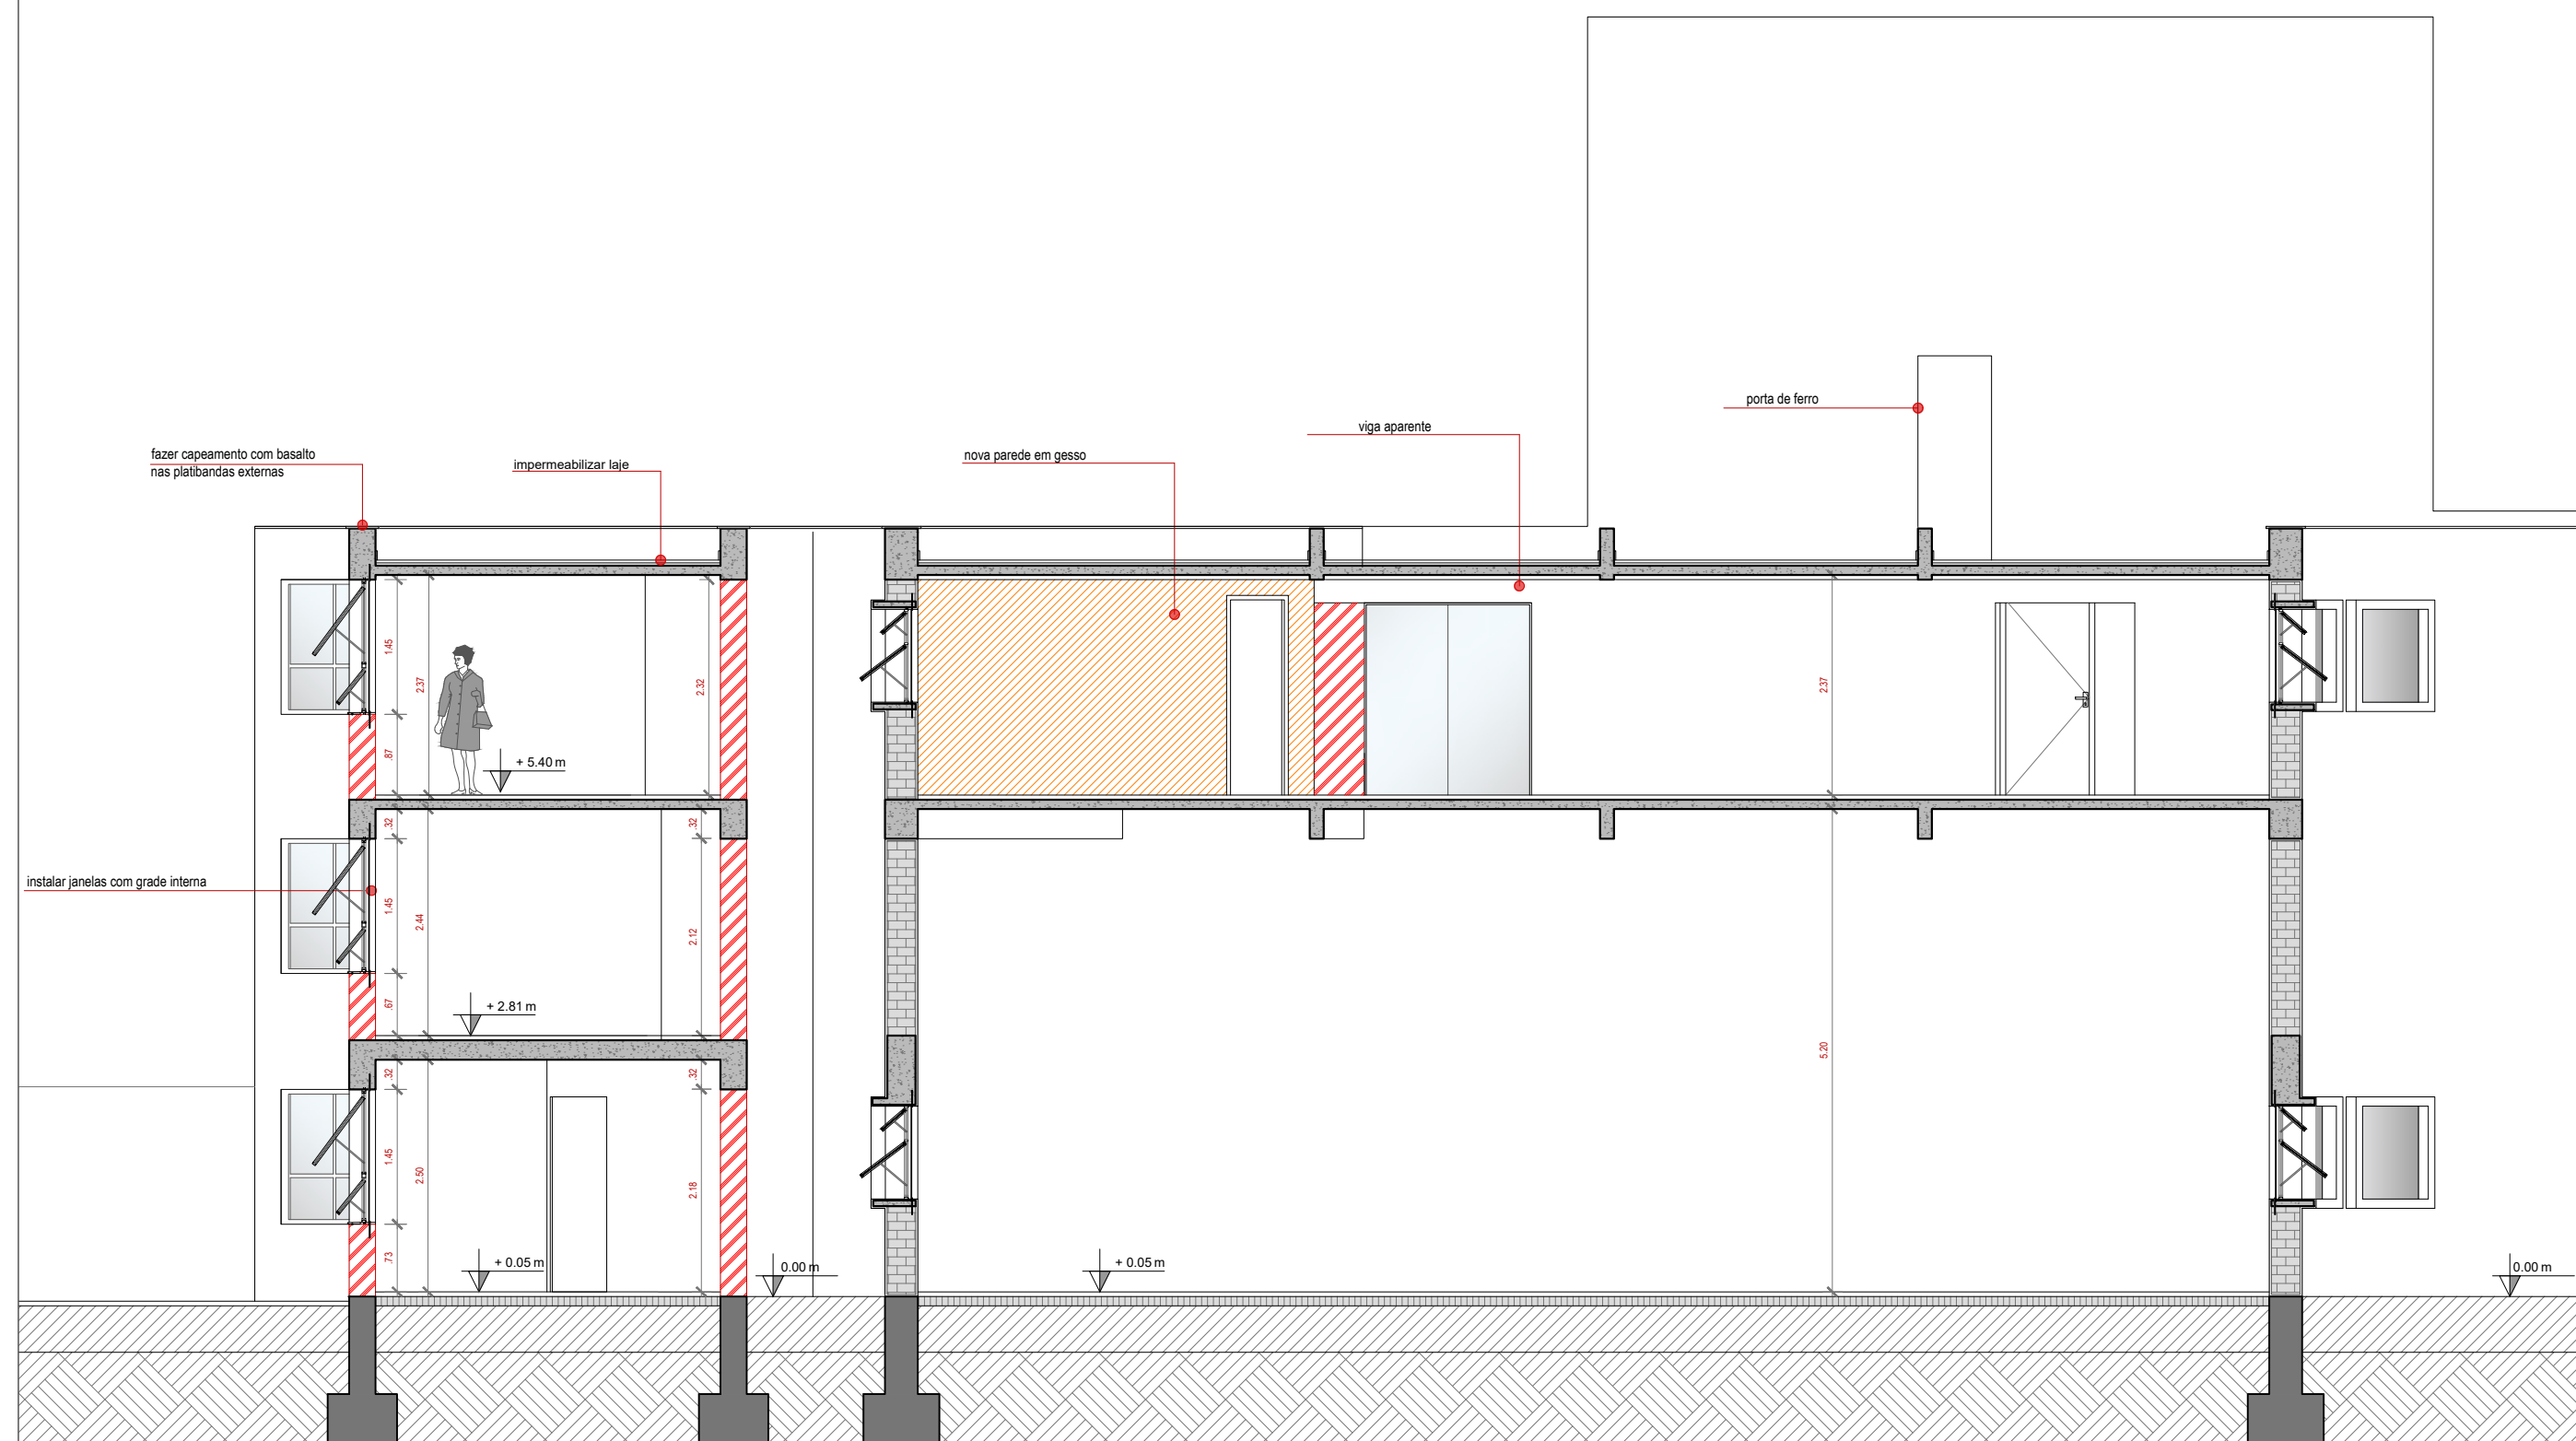 porta de ferro
viga aparente
fazer capeamento com basalto
nas platibandas externas
impermeabilizar laje
nova parede em gesso
1.45
2.37
2.32
2.37
.87
+ 5.40 m
.32
.32
instalar janelas com grade interna
1.45
2.44
2.12
.67
+ 2.81 m
5.20
.32
.32
1.45
2.50
2.18
.73
+ 0.05 m
0.00 m
+ 0.05 m
0.00 m